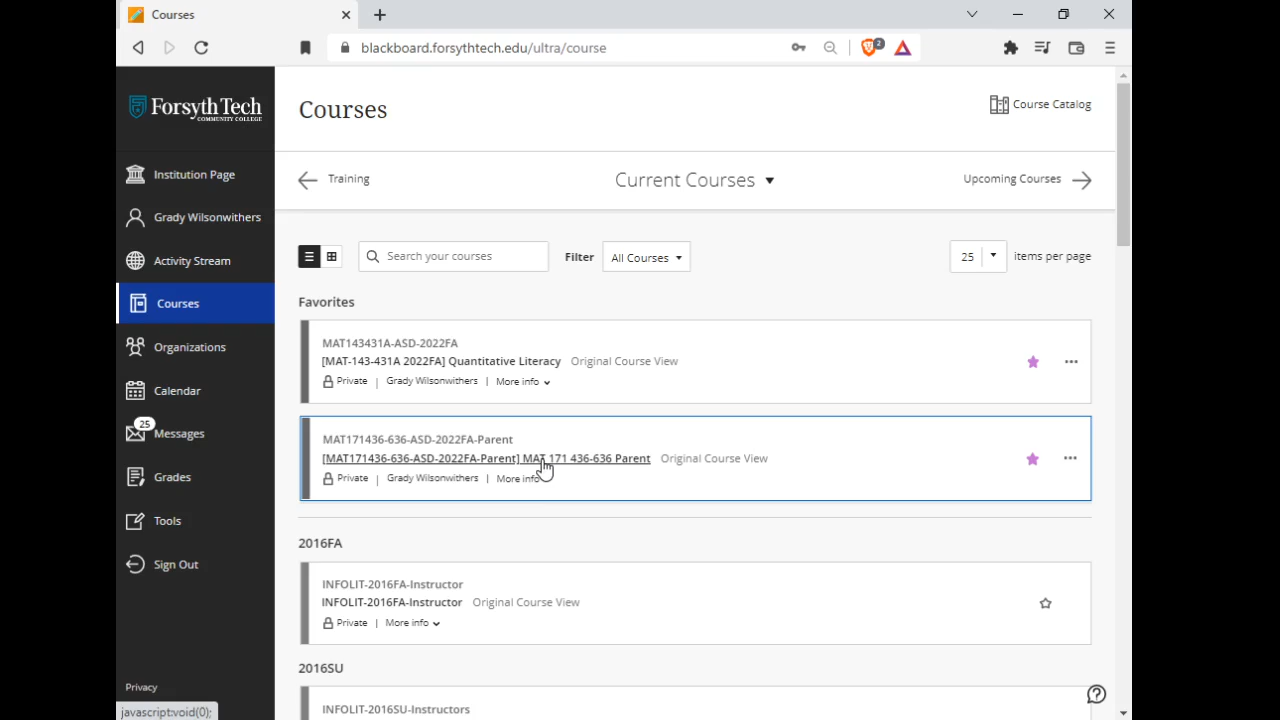 Courses
blackboard.forsythtech.edu/ultra/course
2
Forsyth Tech
COMMUNITY COLLEGE
Institution Page
Grady Wilsonwithers
Activity Stream
Courses
Organizations
Calendar
25
Messages
Grades
Tools
Sign Out
Privacy
javascript:void(0);
Courses
Course Catalog
Training
Current Courses
Upcoming Courses
Search your courses
Filter
All Courses
25
items per page
Favorites
MAT143431A-ASD-2022FA
[MAT-143-431A 2022FA] Quantitative Literacy Original Course View
Private | Grady Wilsonwithers | More info
MAT171436-636-ASD-2022FA-Parent
[MAT171436-636-ASD-2022FA-Parent] MAT 171 436-636 Parent Original Course View
Private | Grady Wilsonwithers | More info
2016FA
INFOLIT-2016FA-Instructor
INFOLIT-2016FA-Instructor Original Course View
Private | More info
2016SU
INFOLIT-2016SU-Instructors